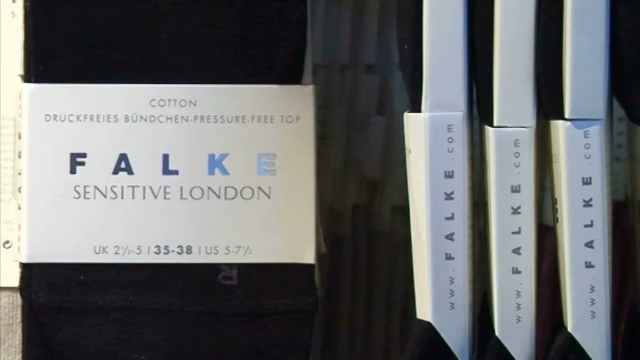 COTTON
DRUCKFREIES BÜNDCHEN-PRESSURE-FREE TOP
FALKE
SENSITIVE LONDON
UK 2½-5 | 35-38 | US 5-7½
www.FALKE.com
www.FALKE.com
www.FALKE.com